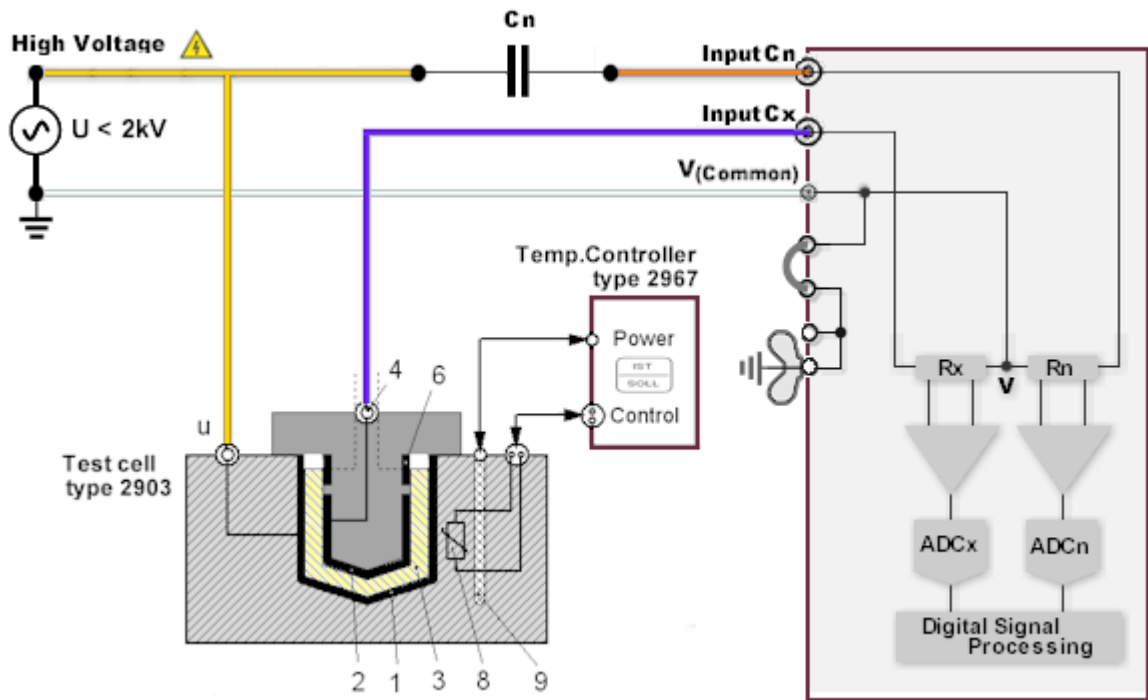 Cn
High Voltage
Input Cn
U < 2kV
Input Cx
V(Common)
Temp.Controller
type 2967
Power
IST
SOLL
Control
Rx
V
Rn
4
6
u
Test cell
type 2903
ADCx
ADCn
Digital Signal
Processing
2
1
3
8
9